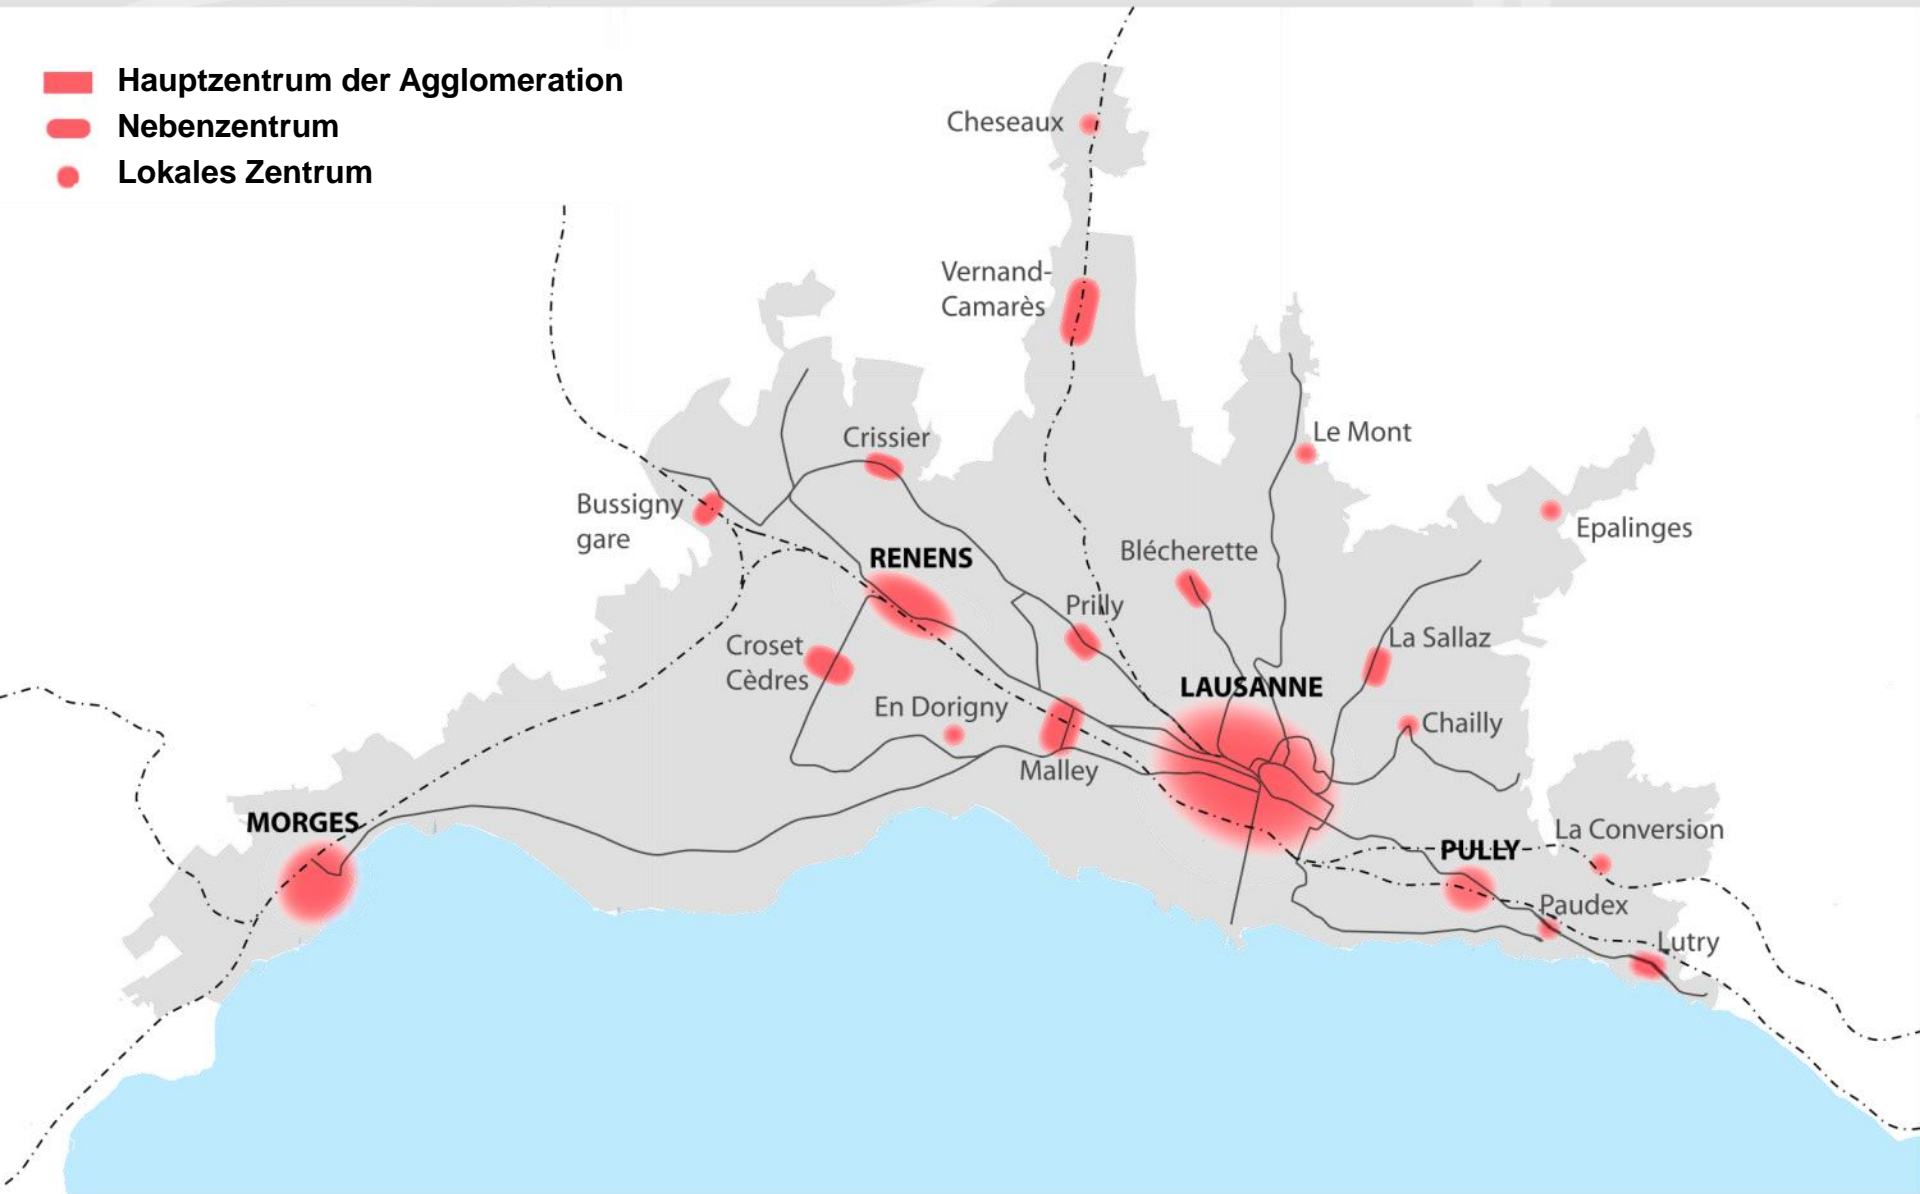 Hauptzentrum der Agglomeration
Nebenzentrum
Lokales Zentrum
Cheseaux
Vernand-
Camarès
Le Mont
Crissier
Bussigny
gare
Epalinges
RENENS
Blécherette
Prilly
Croset
Cèdres
La Sallaz
LAUSANNE
En Dorigny
Chailly
Malley
MORGES
La Conversion
PULLY
Paudex
Lutry